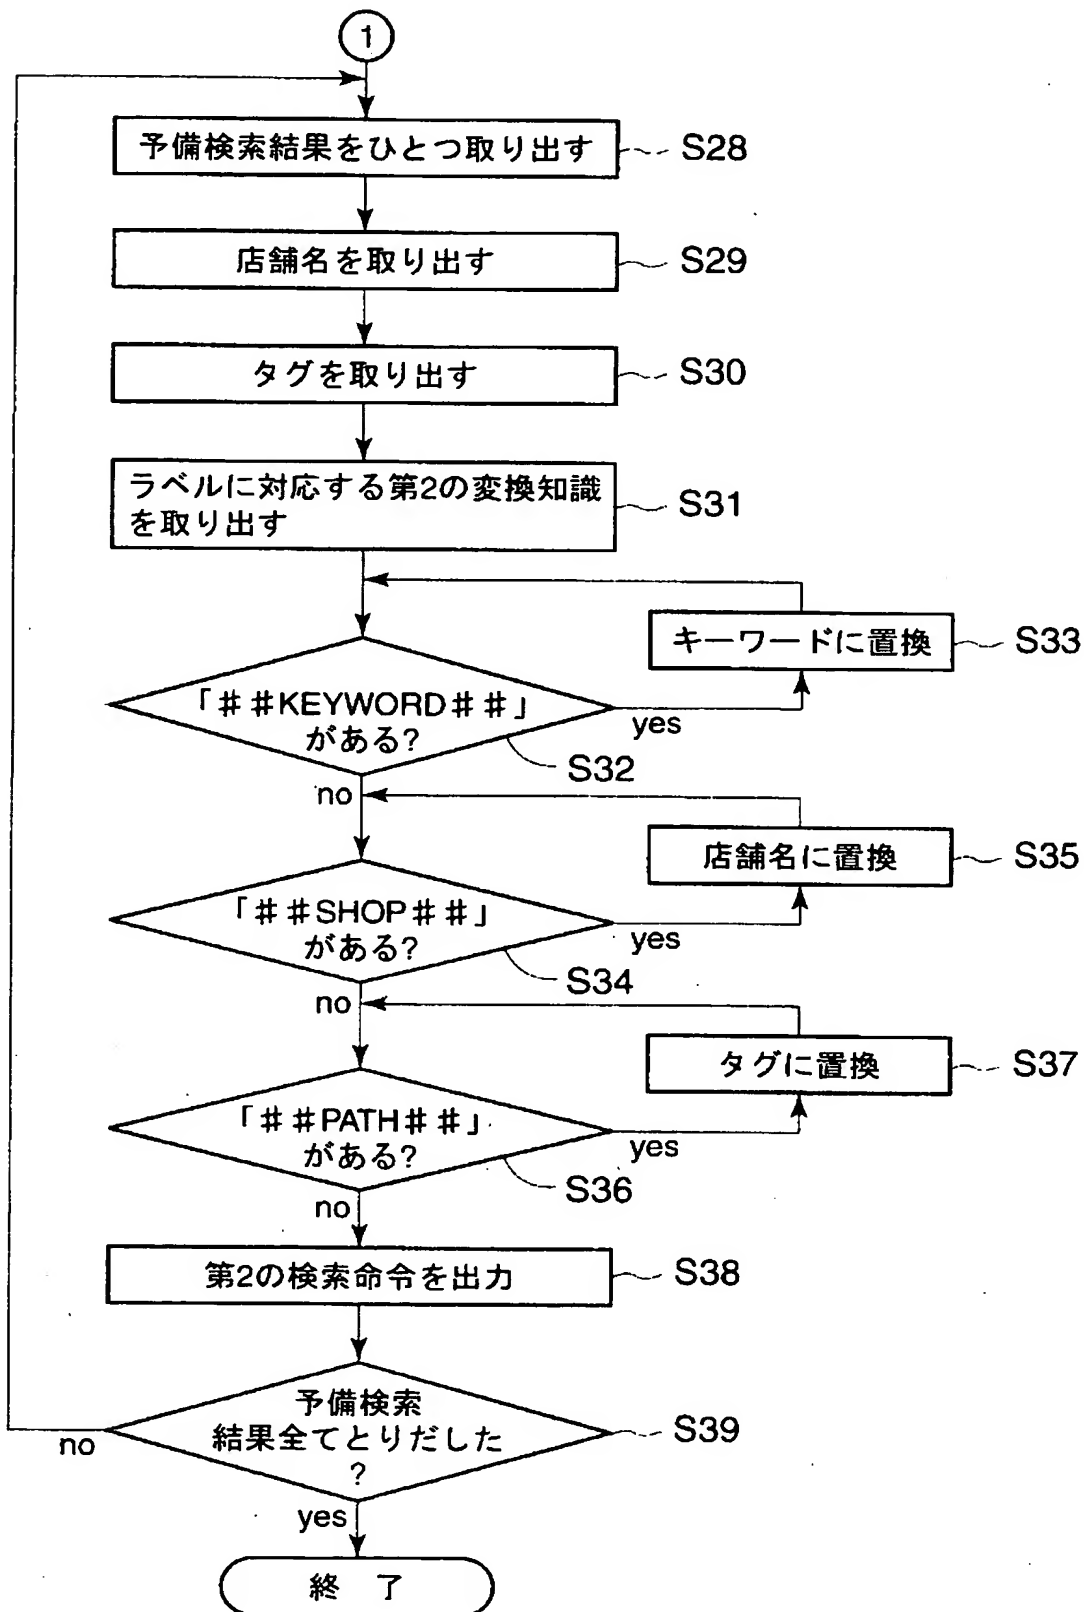 1
予備検索結果をひとつ取り出す
S28
店舗名を取り出す
S29
タグを取り出す
S30
ラベルに対応する第2の変換知識
を取り出す
S31
キーワードに置換
S33
「##KEYWORD##」
がある?
yes
S32
no
店舗名に置換
S35
「##SHOP##」
がある?
yes
S34
no
タグに置換
S37
「##PATH##」
がある?
yes
S36
no
第2の検索命令を出力
S38
予備検索
結果全てとりだした
?
S39
no
yes
終 了